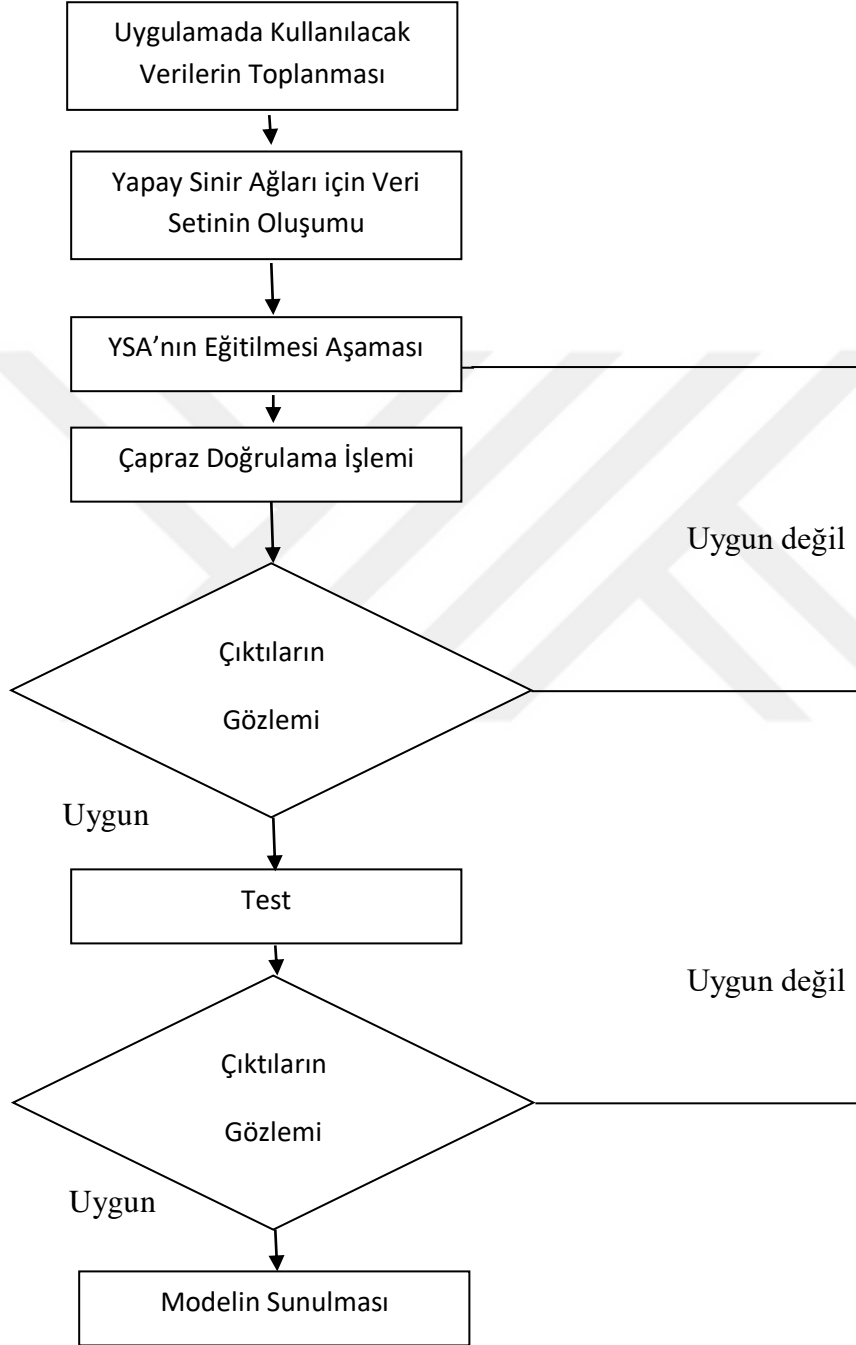 Uygulamada Kullanılacak
Verilerin Toplanması
Yapay Sinir Ağları için Veri
Setinin Oluşumu
YSA’nın Eğitilmesi Aşaması
Çapraz Doğrulama İşlemi
Uygun değil
Çıktıların
Gözlemi
Uygun
Test
Uygun değil
Çıktıların
Gözlemi
Uygun
Modelin Sunulması